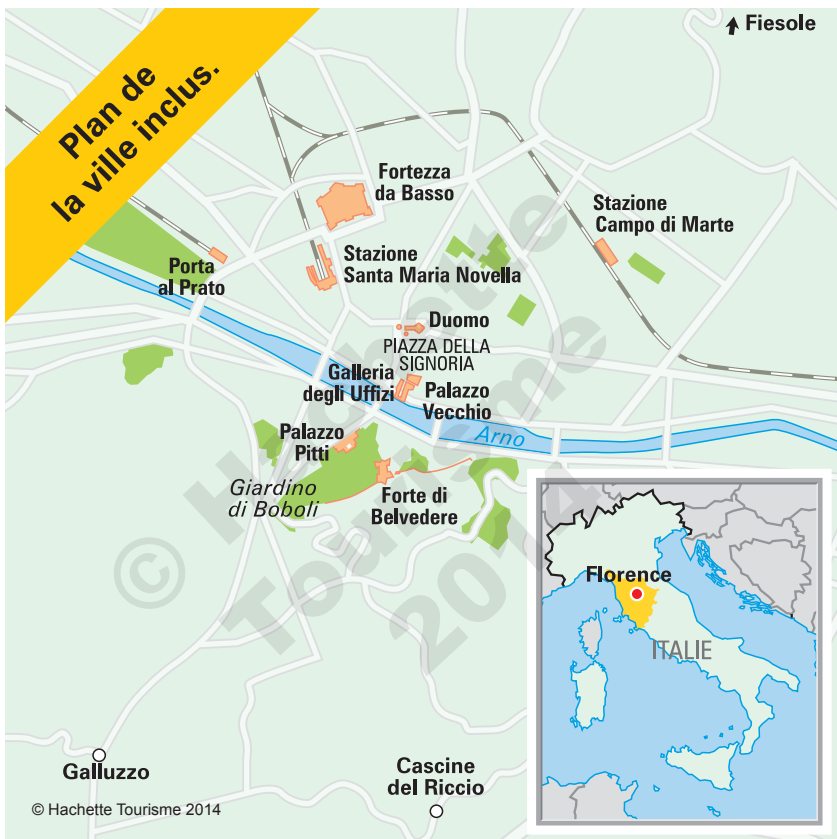 Fiesole
Plan de
la ville inclus.
Fortezza
da Basso
Stazione
Campo di Marte
Porta
al Prato
Stazione
Santa Maria Novella
Duomo
PIAZZA DELLA
SIGNORIA
Galleria
degli Uffizi
Palazzo
Vecchio
Arno
Palazzo
Pitti
Giardino
di Boboli
Forte di
Belvedere
© Hachette
Tourisme
2014
Florence
ITALIE
Galluzzo
Cascine
del Riccio
© Hachette Tourisme 2014